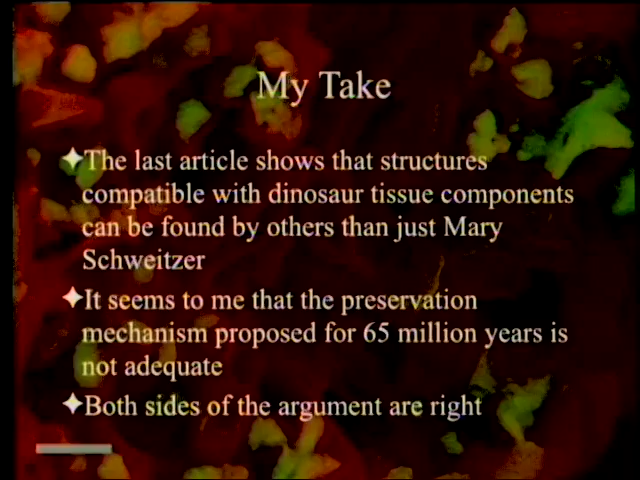 My Take
✦The last article shows that structures
compatible with dinosaur tissue components
can be found by others than just Mary
Schweitzer
✦It seems to me that the preservation
mechanism proposed for 65 million years is
not adequate
✦Both sides of the argument are right